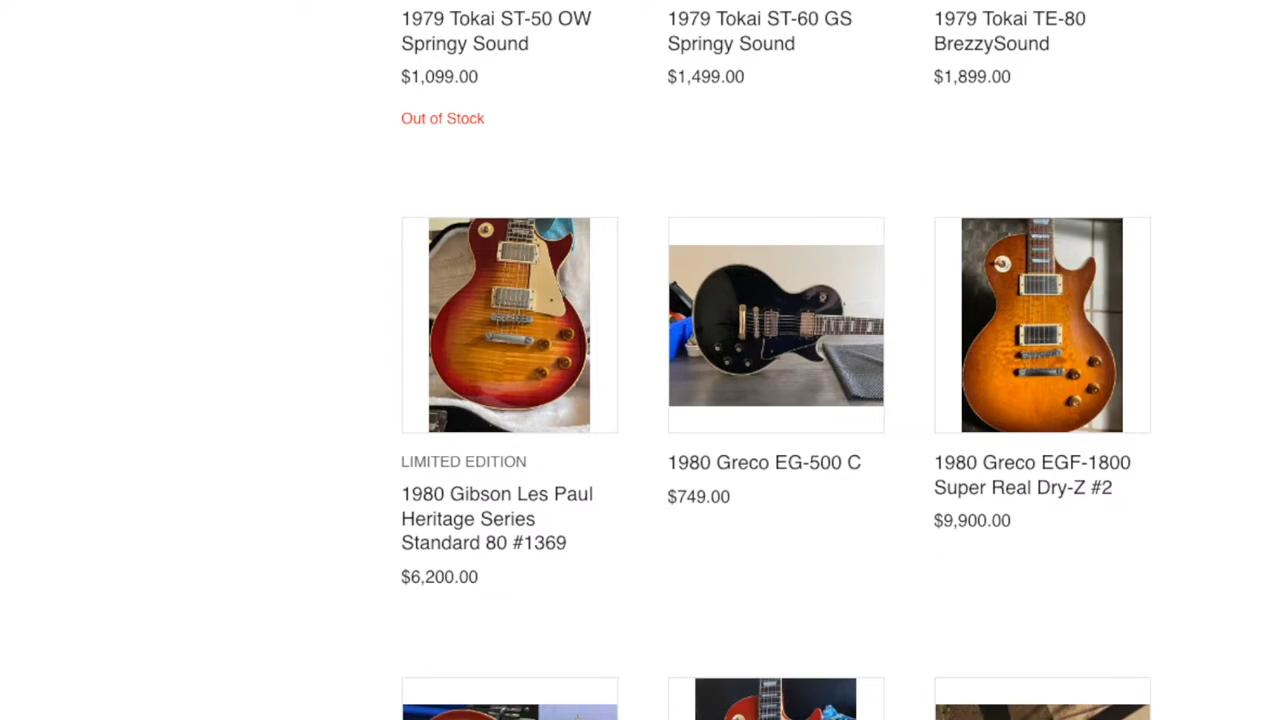 1979 Tokai ST-50 OW
Springy Sound
$1,099.00
Out of Stock
1979 Tokai ST-60 GS
Springy Sound
$1,499.00
1979 Tokai TE-80
BrezzySound
$1,899.00
LIMITED EDITION
1980 Gibson Les Paul
Heritage Series
Standard 80 #1369
$6,200.00
1980 Greco EG-500 C
$749.00
1980 Greco EGF-1800
Super Real Dry-Z #2
$9,900.00